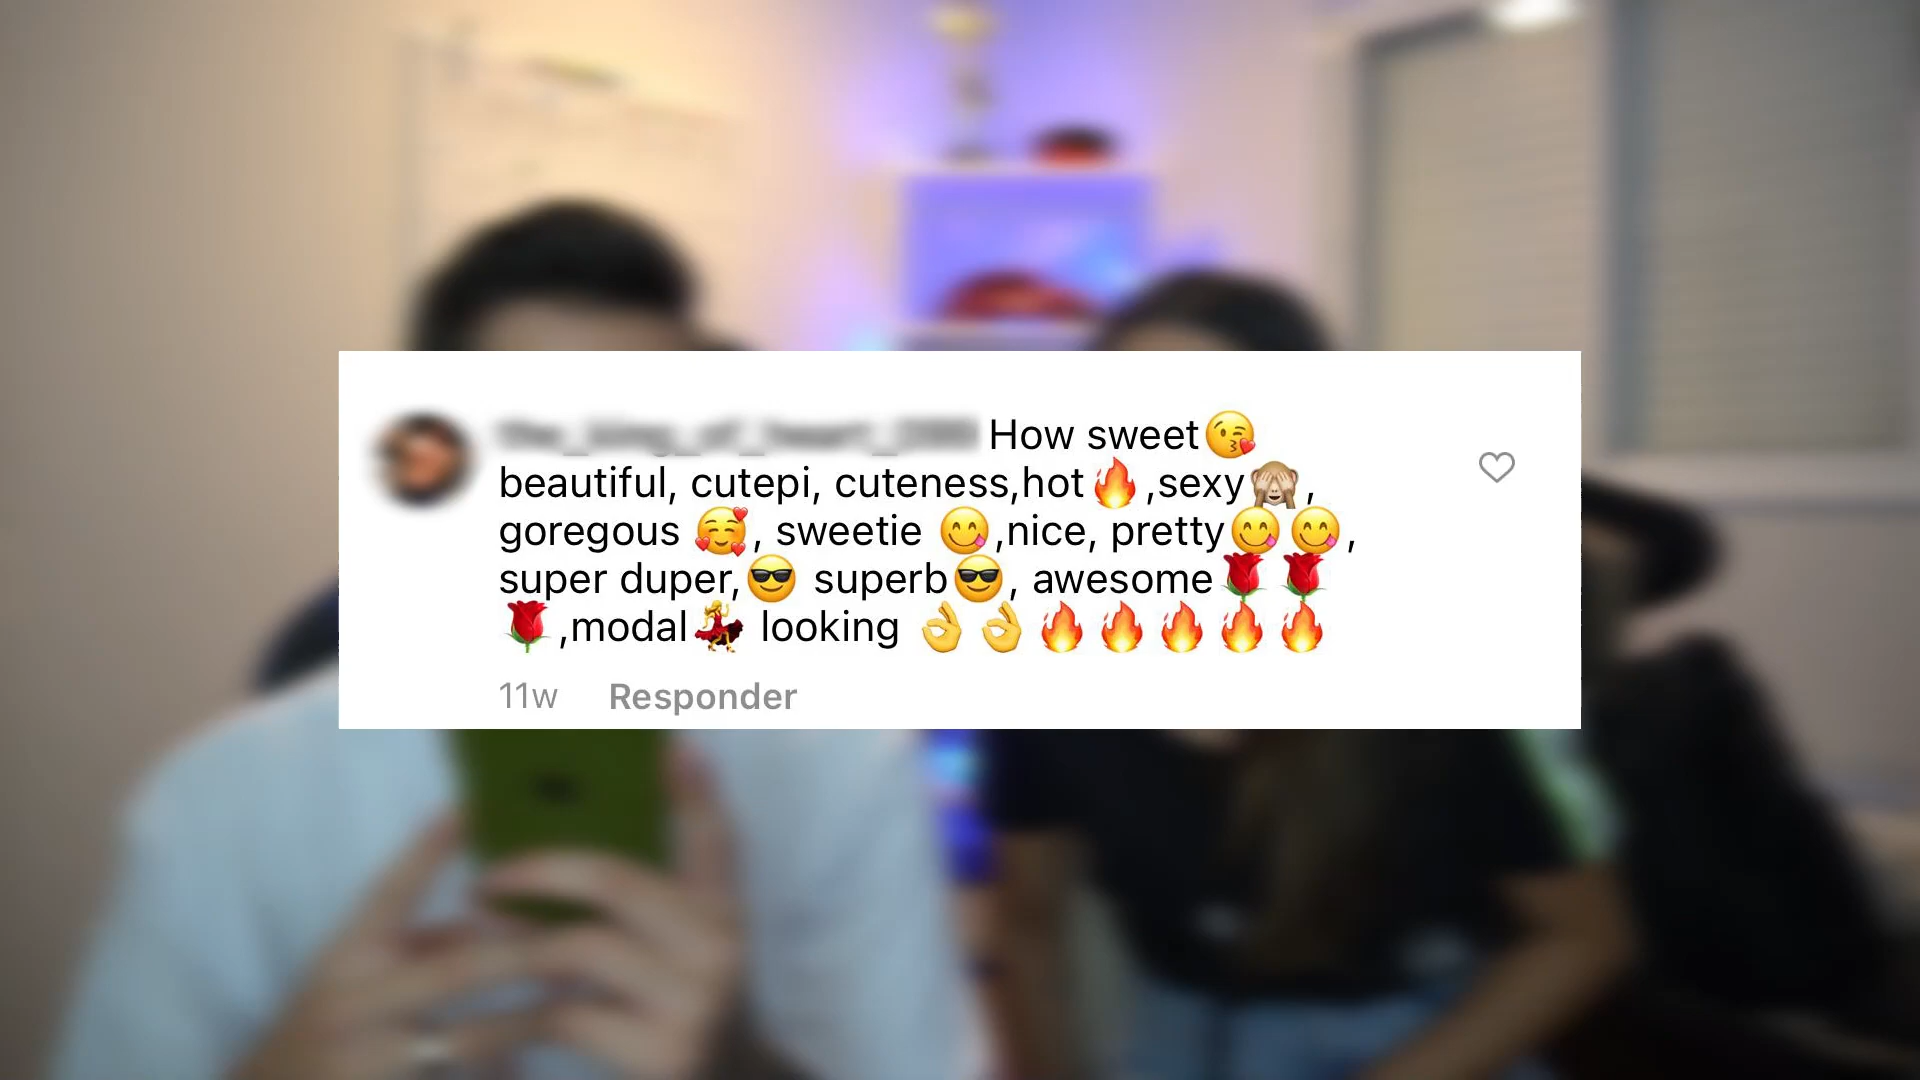 How sweet😘
beautiful, cutepi, cuteness,hot🔥,sexy🙈,
goregous 🥰, sweetie 😋,nice, pretty😋😋,
super duper,😎 superb😎, awesome🌹🌹
🌹,modal💃 looking 👌👌🔥🔥🔥🔥🔥
11w Responder